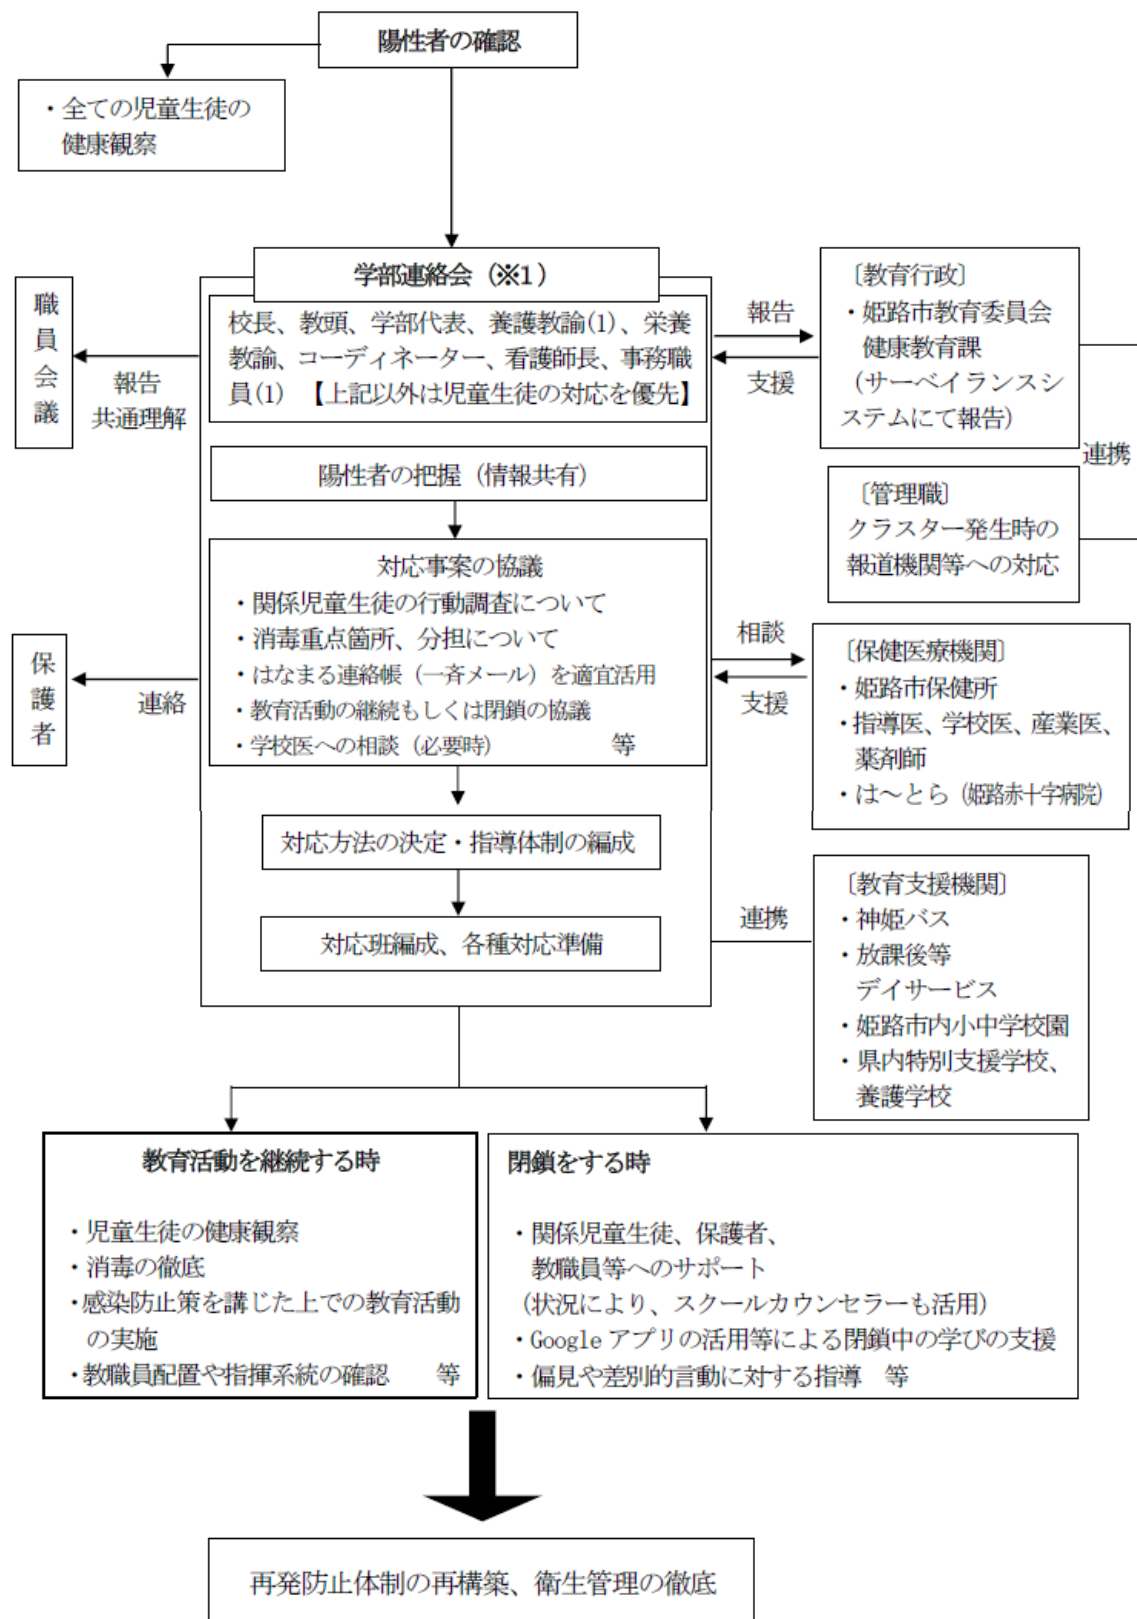 陽性者の確認
・全ての児童生徒の
健康観察
学部連絡会（※1）
校長、教頭、学部代表、養護教諭(1)、栄養
教諭、コーディネーター、看護師長、事務職
員(1) 【上記以外は児童生徒の対応を優先】
職員会議
報告
共通理解
報告
支援
〔教育行政〕
・姫路市教育委員会
健康教育課
（サーベイランスシ
ステムにて報告）
連携
〔管理職〕
クラスター発生時の
報道機関等への対応
陽性者の把握（情報共有）
対応事案の協議
・関係児童生徒の行動調査について
・消毒重点箇所、分担について
・はなまる連絡帳（一斉メール）を適宜活用
・教育活動の継続もしくは閉鎖の協議
・学校医への相談（必要時） 等
保護者
連絡
相談
支援
〔保健医療機関〕
・姫路市保健所
・指導医、学校医、産業医、
薬剤師
・は～とら（姫路赤十字病院）
対応方法の決定・指導体制の編成
対応班編成、各種対応準備
連携
〔教育支援機関〕
・神姫バス
・放課後等
デイサービス
・姫路市内小中学校園
・県内特別支援学校、
養護学校
教育活動を継続する時
・児童生徒の健康観察
・消毒の徹底
・感染防止策を講じた上での教育活動
の実施
・教職員配置や指揮系統の確認 等
閉鎖をする時
・関係児童生徒、保護者、
教職員等へのサポート
（状況により、スクールカウンセラーも活用）
・Google アプリの活用等による閉鎖中の学びの支援
・偏見や差別的言動に対する指導 等
再発防止体制の再構築、衛生管理の徹底